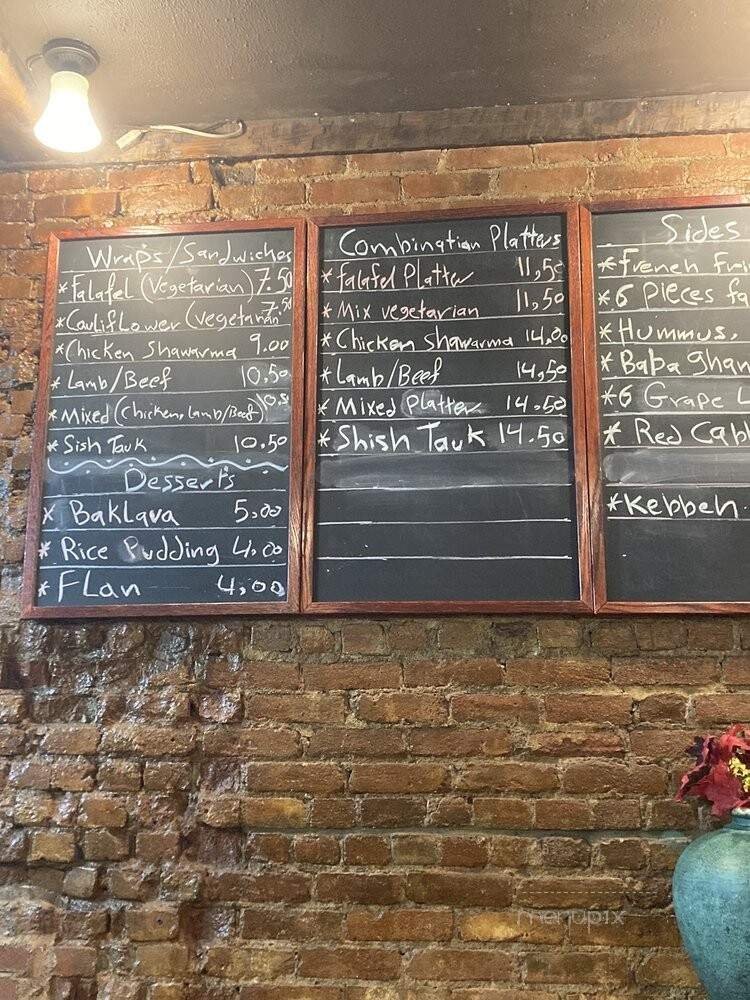 Wraps/Sandwiches
*Falafel (Vegetarian) 7.50
*Cauliflower (Vegetarian 7.50
*Chicken Shawarma 9.00
*Lamb/Beef 10.50
*Mixed (Chicken, Lamb/Beef)
*Sish Tauk 10.50
Desserts
*Baklava 5,00
*Rice Pudding 4.00
*Flan 4,00
Combination Platters
*falafel Platter 11,50
*Mix vegetarian 11,50
*Chicken Shawarma 14,00
*Lamb/Beef 14,50
*Mixed Platter 14.50
*Shish Tauk 14.50
Sides
*French
*6 Pieces
*Hummus.
*Baba
*6 Grape
*Red
*Kebbeh
menupix